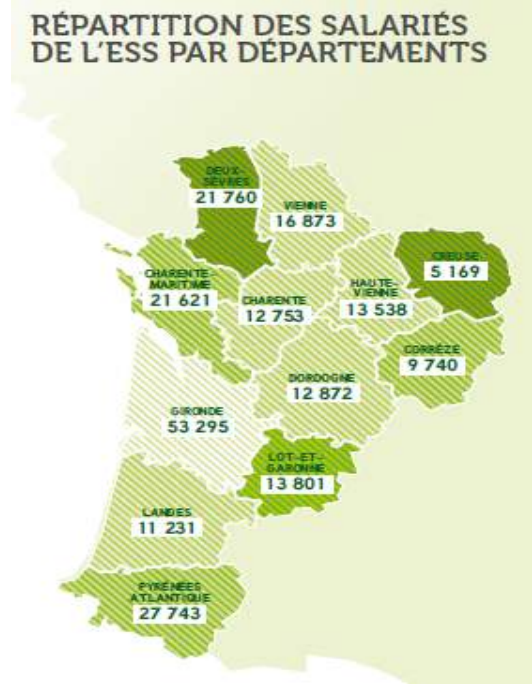 RÉPARTITION DES SALARIÉS
DE L'ESS PAR DÉPARTEMENTS
DEUX-
SÈVRES
21 760
VIENNE
16 873
CREUSE
5 169
CHARENTE-
MARITIME
21 621
CHARENTE
12 753
HAUTE-
VIENNE
13 538
CORRÈZE
9 740
DORDOGNE
12 872
GIRONDE
53 295
LOT-ET-
GARONNE
13 801
LANDES
11 231
PYRÉNÉES
ATLANTIQUE
27 743